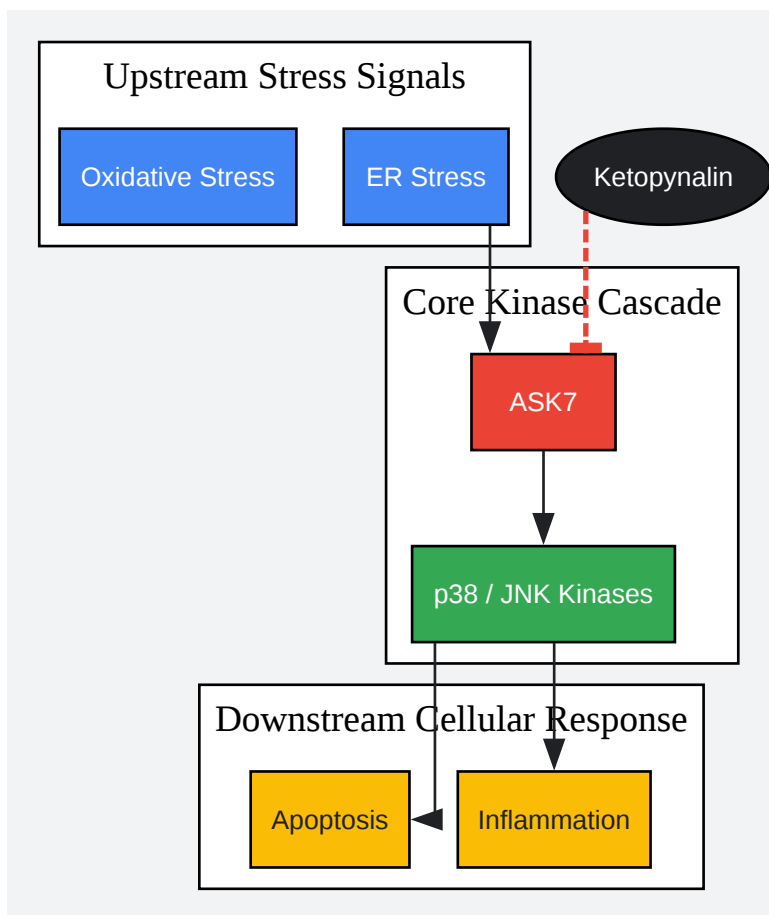 Upstream Stress Signals
Oxidative Stress
ER Stress
Ketopynalin
Core Kinase Cascade
ASK7
p38 / JNK Kinases
Downstream Cellular Response
Apoptosis
Inflammation